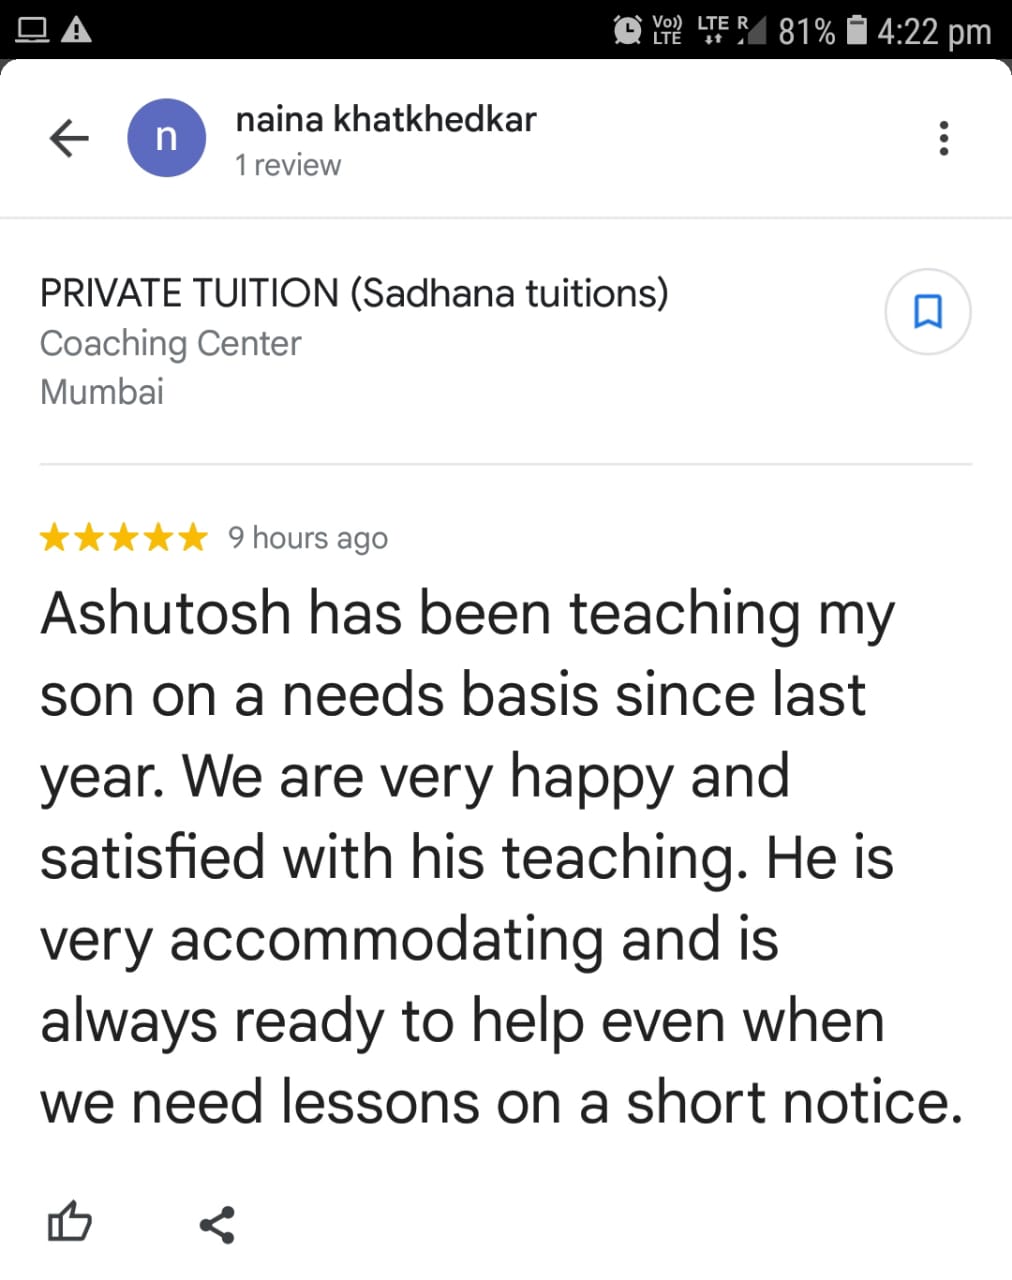 Vo)) LTE LTE R 81% 4:22 pm
n
naina khatkhedkar
1 review
PRIVATE TUITION (Sadhana tuitions)
Coaching Center
Mumbai
9 hours ago
Ashutosh has been teaching my
son on a needs basis since last
year. We are very happy and
satisfied with his teaching. He is
very accommodating and is
always ready to help even when
we need lessons on a short notice.